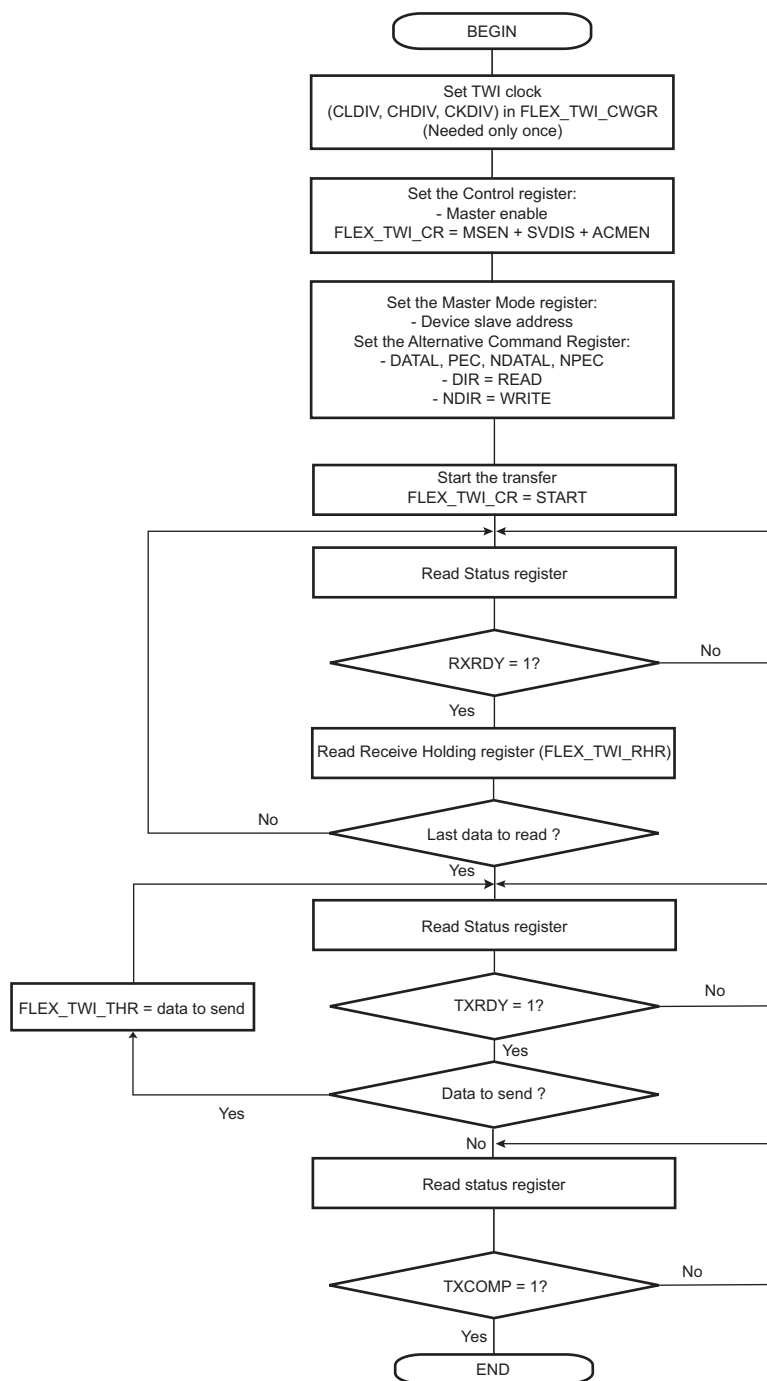 BEGIN
Set TWI clock
(CLDIV, CHDIV, CKDIV) in FLEX_TWI_CWGR
(Needed only once)
Set the Control register:
- Master enable
FLEX_TWI_CR = MSEN + SVDIS + ACMEN
Set the Master Mode register:
- Device slave address
Set the Alternative Command Register:
- DATAL, PEC, NDATAL, NPEC
- DIR = READ
- NDIR = WRITE
Start the transfer
FLEX_TWI_CR = START
Read Status register
RXRDY = 1?
No
Yes
Read Receive Holding register (FLEX_TWI_RHR)
No
Last data to read ?
Yes
Read Status register
FLEX_TWI_THR = data to send
TXRDY = 1?
No
Yes
Data to send ?
Yes
No
Read status register
TXCOMP = 1?
No
Yes
END